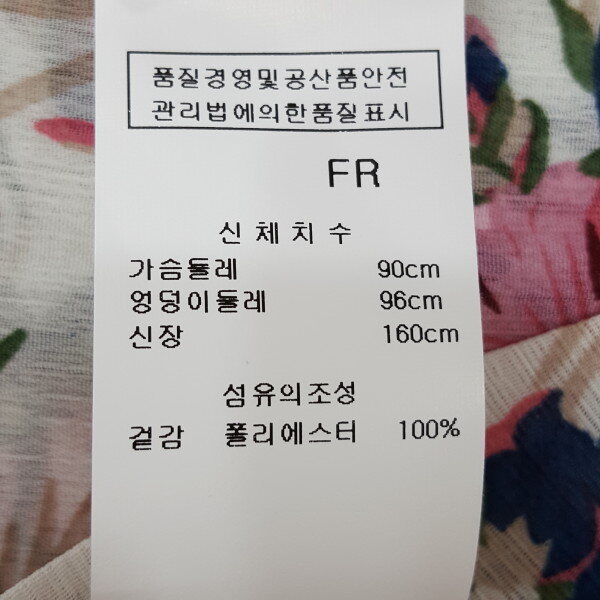 품질경영및공산품안전
관리법에의한품질표시
FR
신체치수
가슴둘레 90cm
엉덩이둘레 96cm
신장 160cm
섬유의조성
겉감 폴리에스터 100%